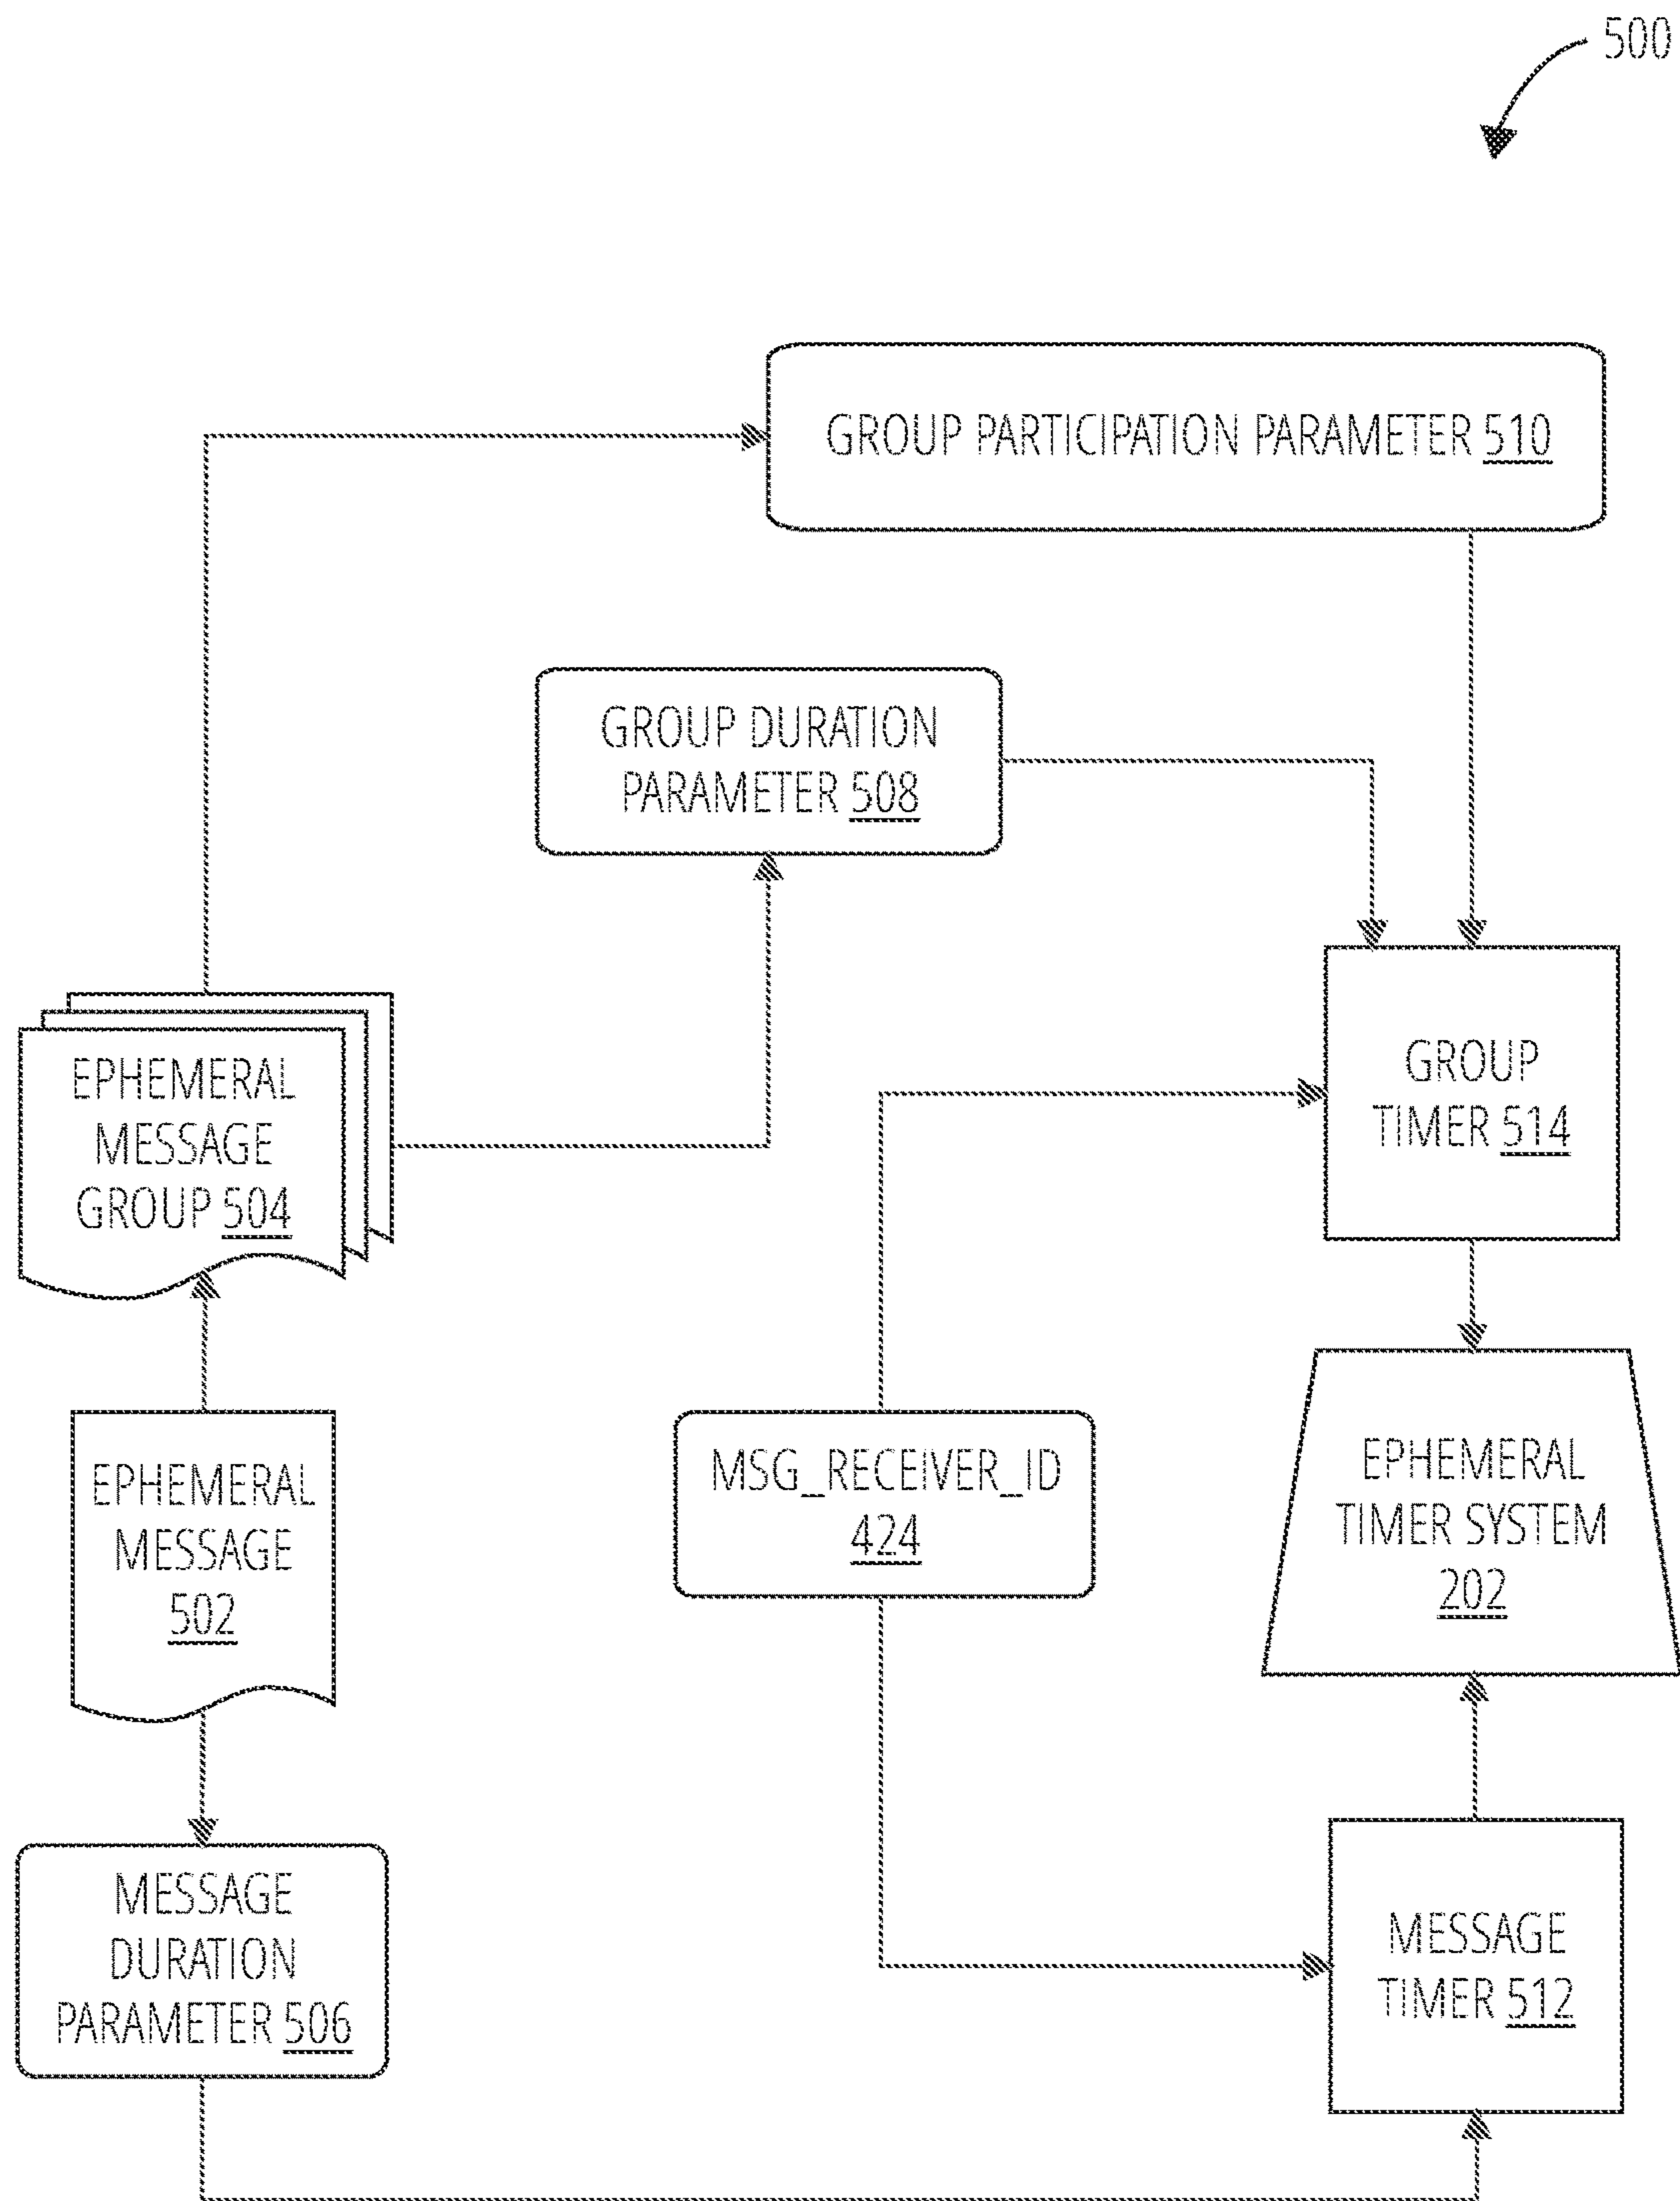 500
GROUP PARTICIPATION PARAMETER 510
GROUP DURATION
PARAMETER 508
EPHEMERAL
MESSAGE
GROUP 504
GROUP
TIMER 514
EPHEMERAL
MESSAGE
502
MSG_RECEIVER_ID
424
EPHEMERAL
TIMER SYSTEM
202
MESSAGE
DURATION
PARAMETER 506
MESSAGE
TIMER 512